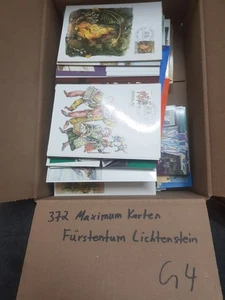 372 Maximum Karten
Fürstentum Lichtenstein
G4